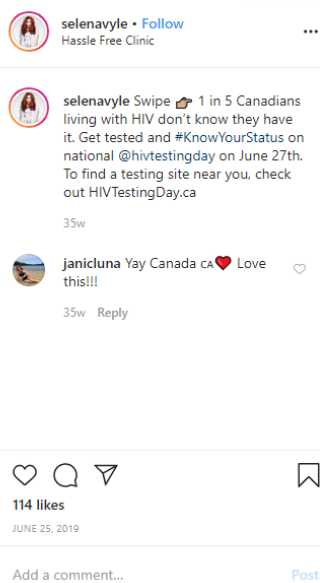 selenavyle • Follow
Hassle Free Clinic
selenavyle Swipe 👉🏽 1 in 5 Canadians
living with HIV don't know they have
it. Get tested and #KnowYourStatus on
national @hivtestingday on June 27th.
To find a testing site near you, check
out HIVTestingDay.ca
35w
janicluna Yay Canada ᴄᴀ❤️ Love
this!!!
35w Reply
114 likes
JUNE 25, 2019
Add a comment... Post